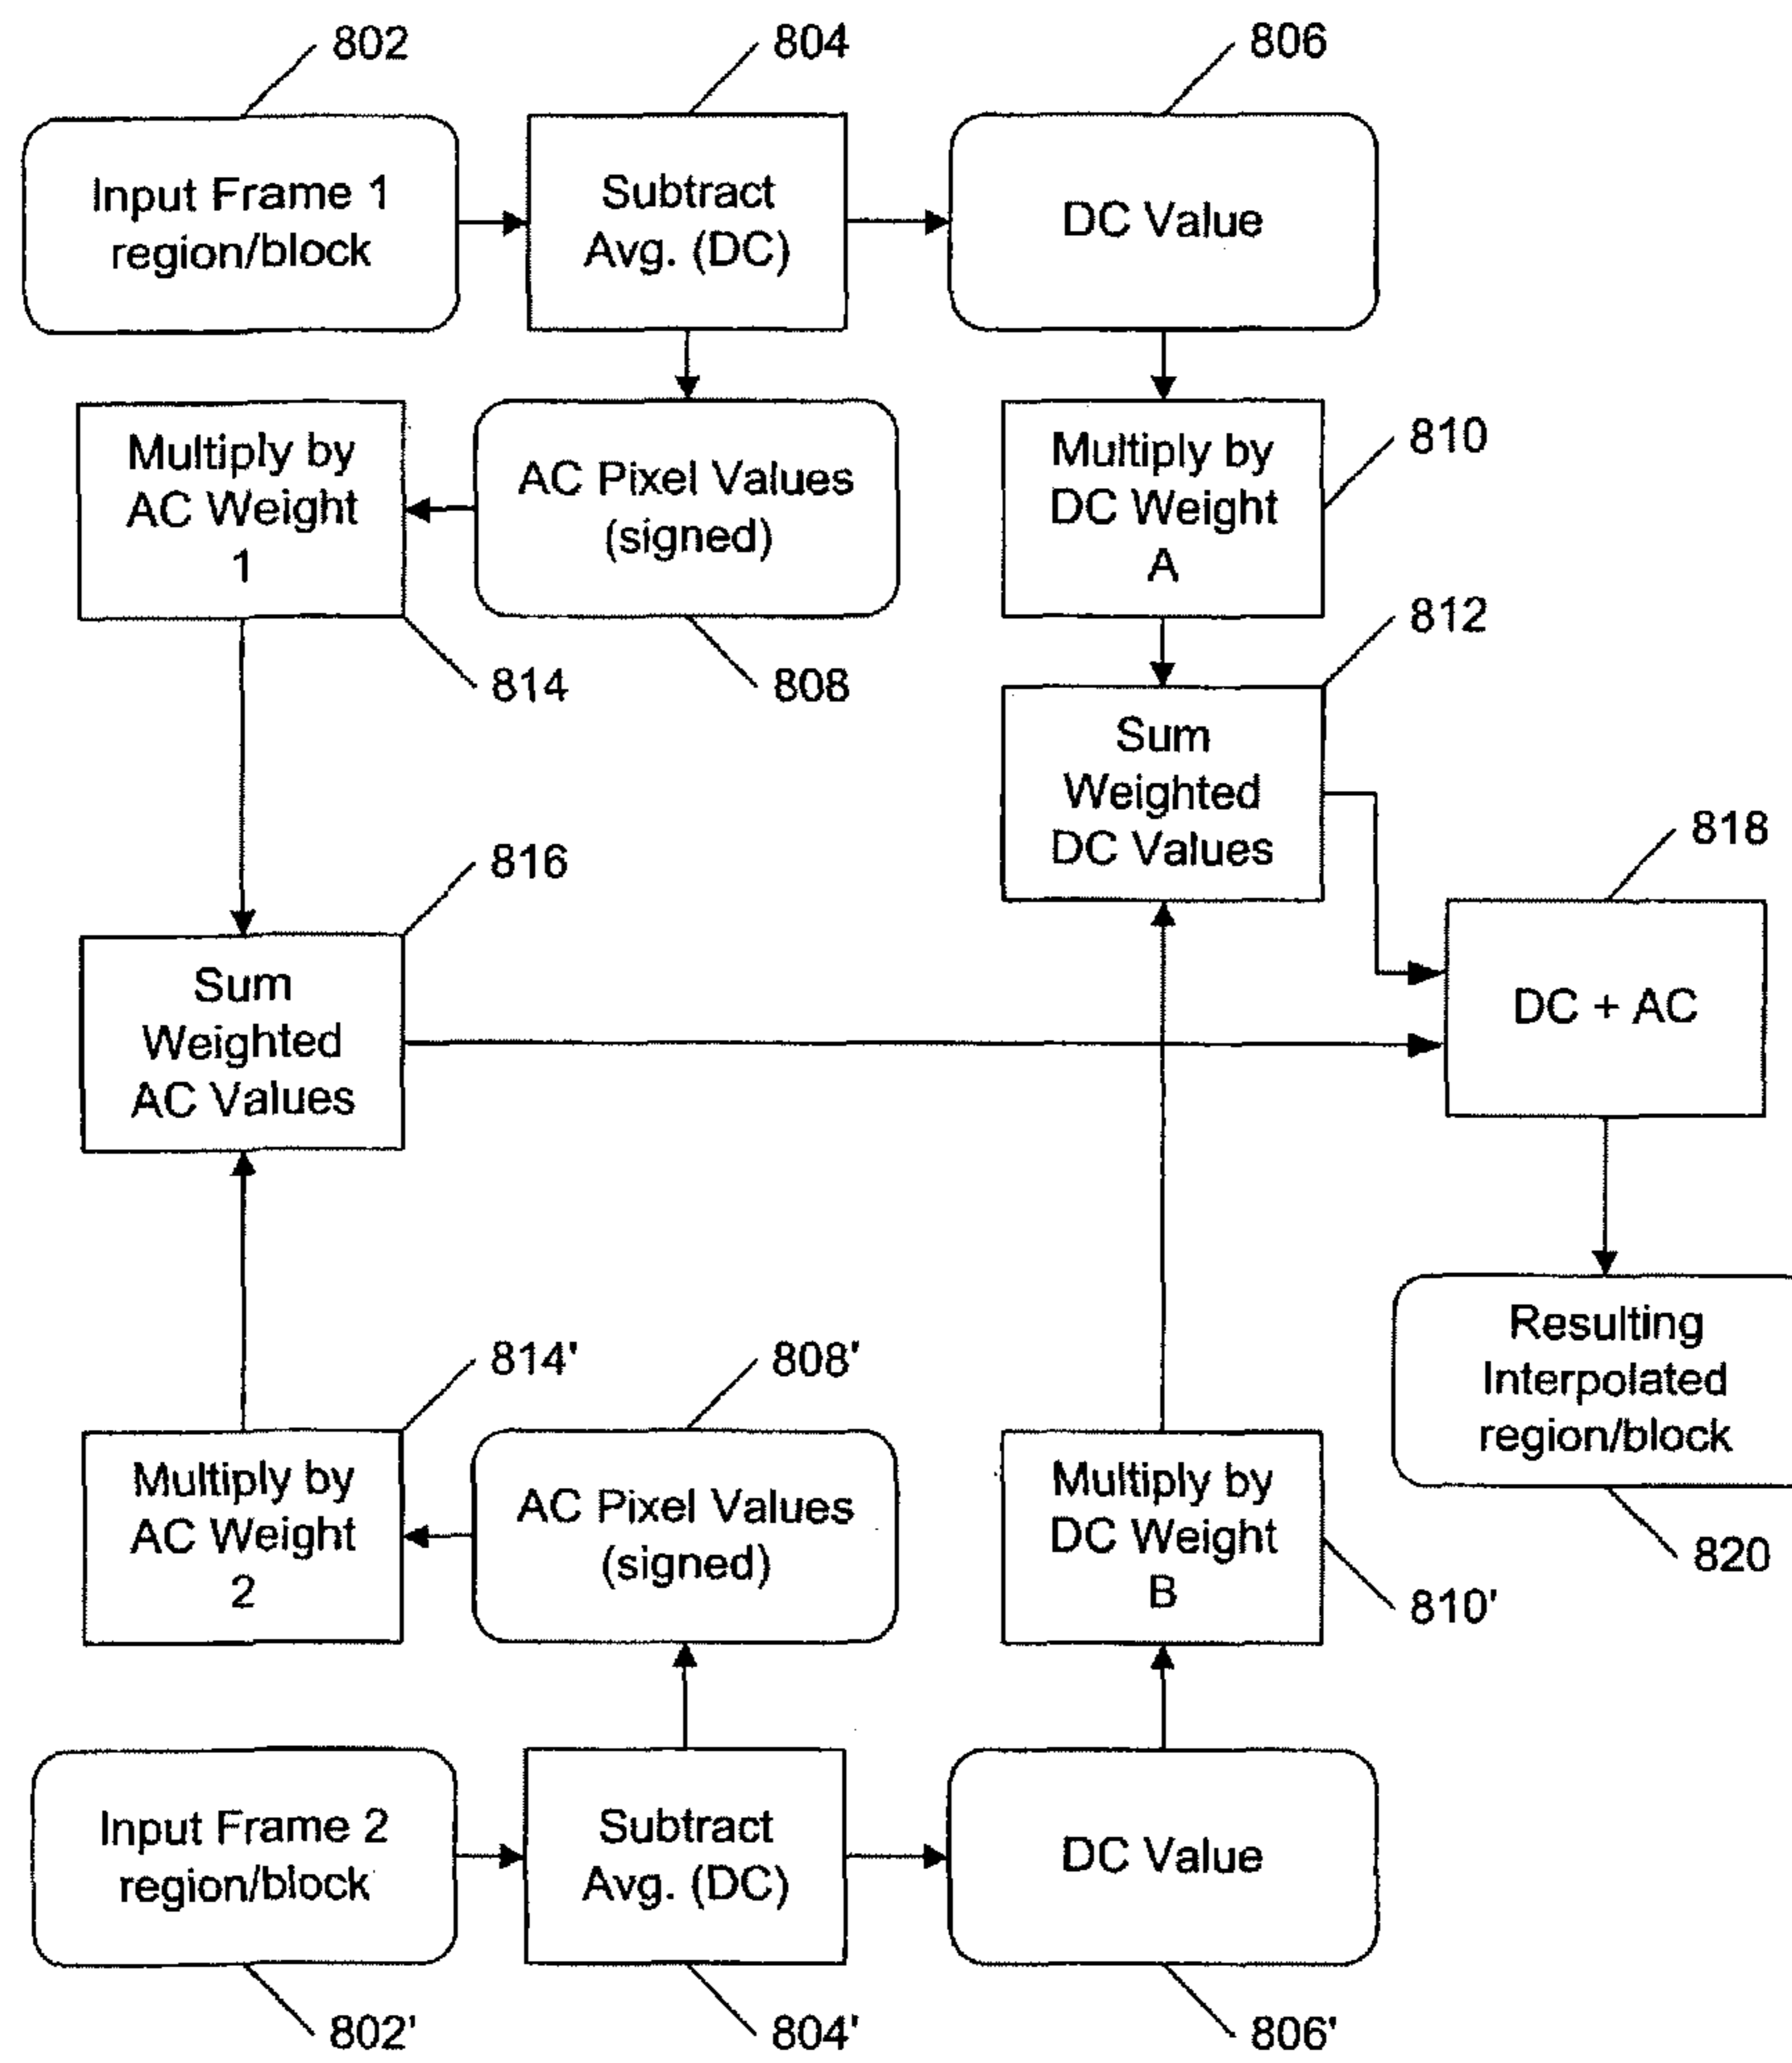 802
804
806
Input Frame 1
region/block
Subtract
Avg. (DC)
DC Value
Multiply by
AC Weight
1
AC Pixel Values
(signed)
Multiply by
DC Weight
A
810
812
814
808
Sum
Weighted
DC Values
818
816
Sum
Weighted
AC Values
DC + AC
Resulting
Interpolated
region/block
814'
808'
Multiply by
AC Weight
2
AC Pixel Values
(signed)
Multiply by
DC Weight
B
820
810'
Input Frame 2
region/block
Subtract
Avg. (DC)
DC Value
802'
804'
806'